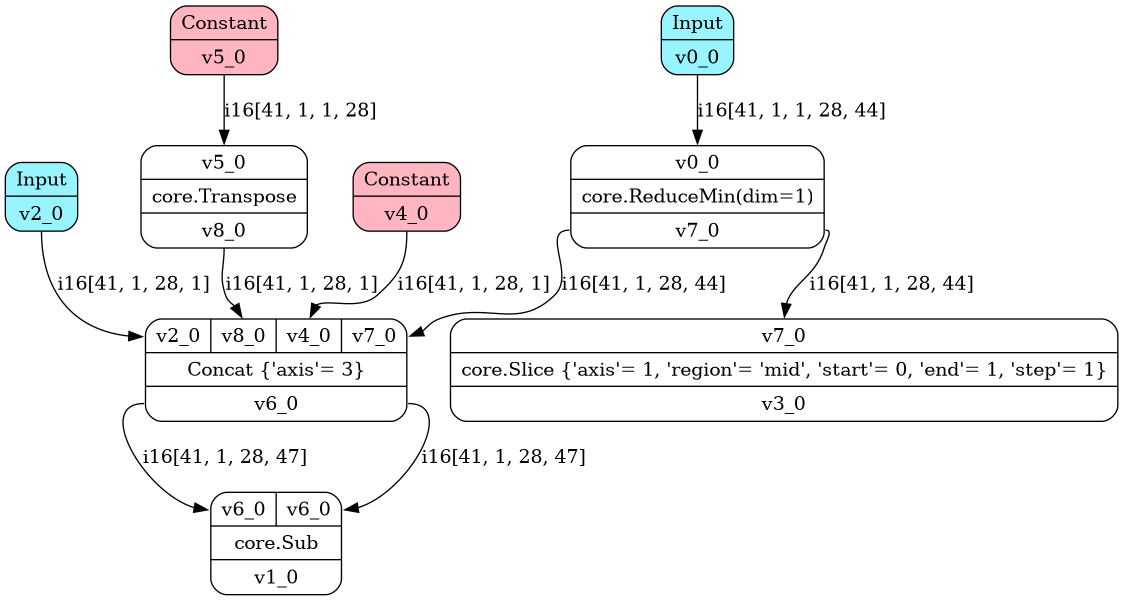 Constant
v5_0
Input
v0_0
i16[41, 1, 1, 28]
i16[41, 1, 1, 28, 44]
Input
v2_0
v5_0
core.Transpose
v8_0
Constant
v4_0
v0_0
core.ReduceMin(dim=1)
v7_0
i16[41, 1, 28, 1]
i16[41, 1, 28, 1]
i16[41, 1, 28, 1]
i16[41, 1, 28, 44]
i16[41, 1, 28, 44]
v2_0 v8_0 v4_0 v7_0
Concat {'axis'= 3}
v6_0
v7_0
core.Slice {'axis'= 1, 'region'= 'mid', 'start'= 0, 'end'= 1, 'step'= 1}
v3_0
i16[41, 1, 28, 47]
i16[41, 1, 28, 47]
v6_0 v6_0
core.Sub
v1_0